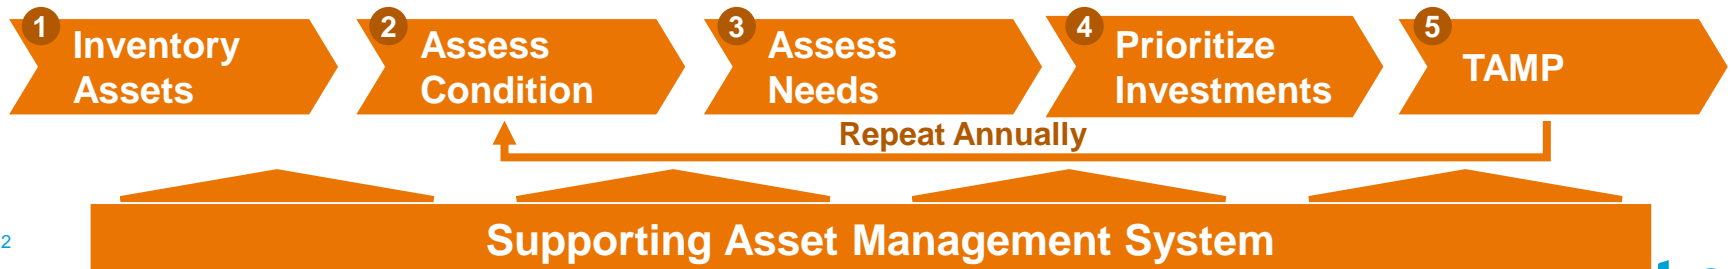 1
Inventory
Assets
2
Assess
Condition
3
Assess
Needs
4
Prioritize
Investments
5
TAMP
Repeat Annually
Supporting Asset Management System
2